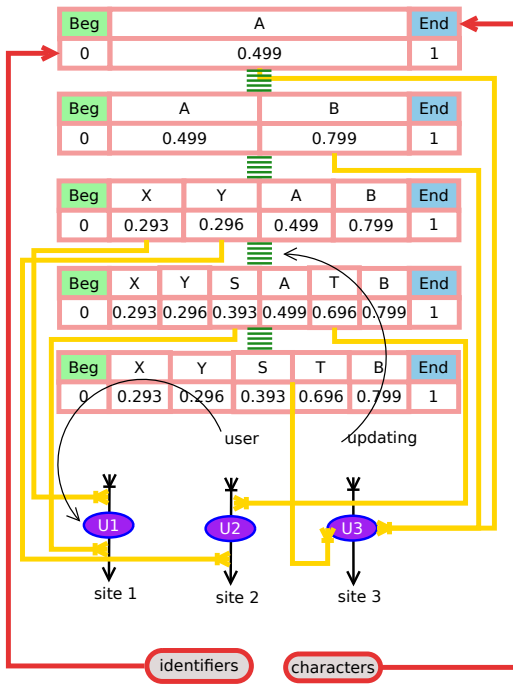 Beg A End
0 0.499 1
Beg A B End
0 0.499 0.799 1
Beg X Y A B End
0 0.293 0.296 0.499 0.799 1
Beg X Y S A T B End
0 0.293 0.296 0.393 0.499 0.696 0.799 1
Beg X Y S T B End
0 0.293 0.296 0.393 0.696 0.799 1
user updating
U1 U2 U3
site 1 site 2 site 3
identifiers characters